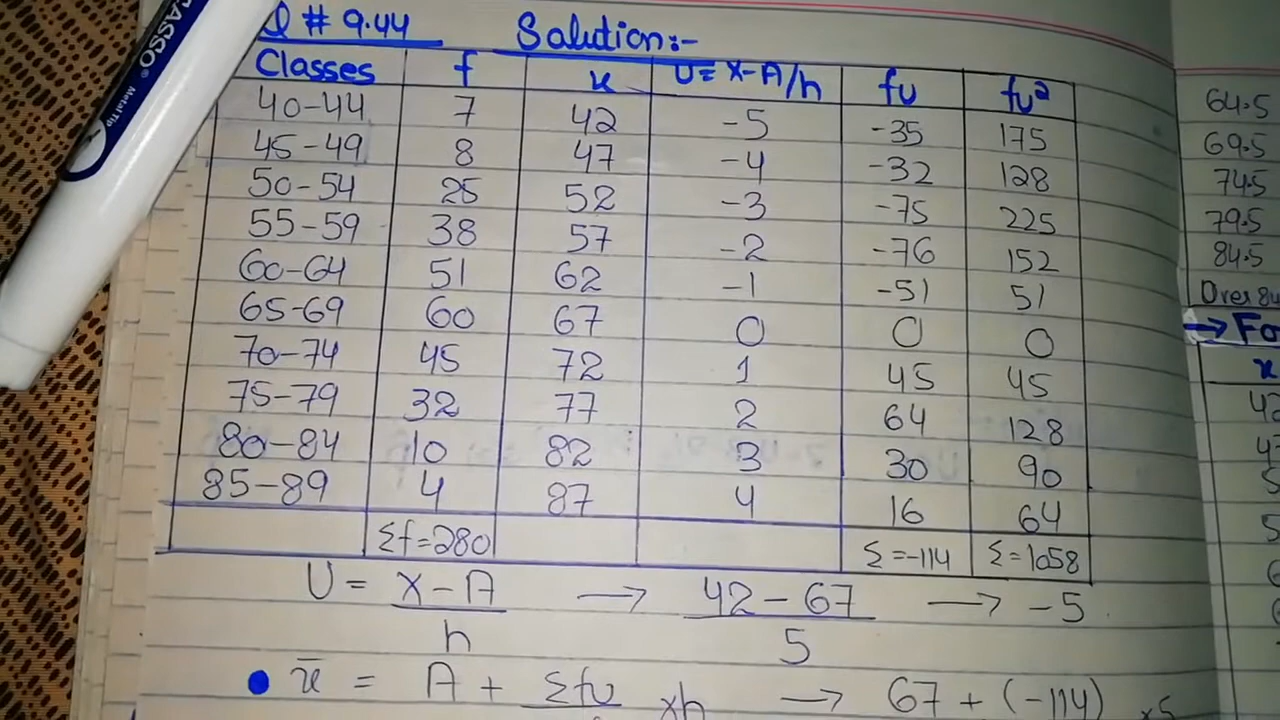 CASSO®
Metal Tip
Q # 9.44 Solution:-
Classes f x U= X-A/h fu fu²
40-44 7 42 -5 -35 175
45-49 8 47 -4 -32 128
50-54 25 52 -3 -75 225
55-59 38 57 -2 -76 152
60-64 51 62 -1 -51 51
65-69 60 67 0 0 0
70-74 45 72 1 45 45
75-79 32 77 2 64 128
80-84 10 82 3 30 90
85-89 4 87 4 16 64
Σf=280 Σ=-114 Σ=1058
U = X-A / h → 42-67 / 5 → -5
• x̄ = A + Σfu xh → 67 + (-114) x5
64.5
69.5
74.5
79.5
84.5
Over
→
x